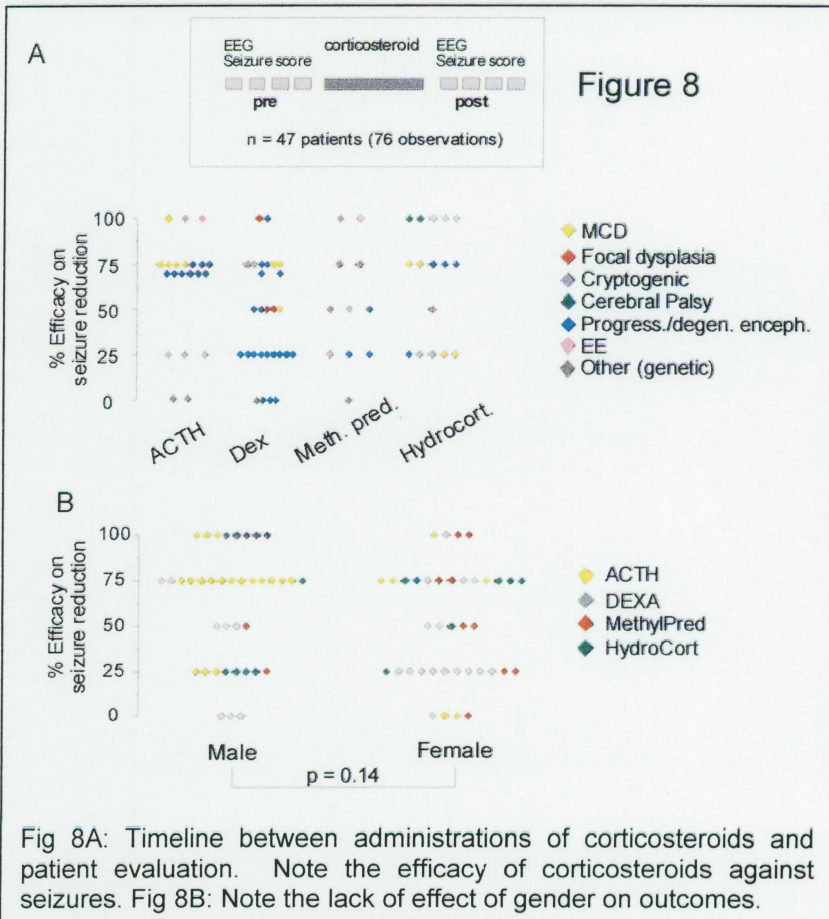 A
EEG
Seizure score
corticosteroid
EEG
Seizure score
pre
post
n = 47 patients (76 observations)
Figure 8
% Efficacy on
seizure reduction
100
75
50
25
0
ACTH
Dex
Meth. pred.
Hydrocort.
MCD
Focal dysplasia
Cryptogenic
Cerebral Palsy
Progress./degen. enceph.
EE
Other (genetic)
B
% Efficacy on
seizure reduction
100
75
50
25
0
Male
Female
p = 0.14
ACTH
DEXA
MethylPred
HydroCort
Fig 8A: Timeline between administrations of corticosteroids and
patient evaluation. Note the efficacy of corticosteroids against
seizures. Fig 8B: Note the lack of effect of gender on outcomes.